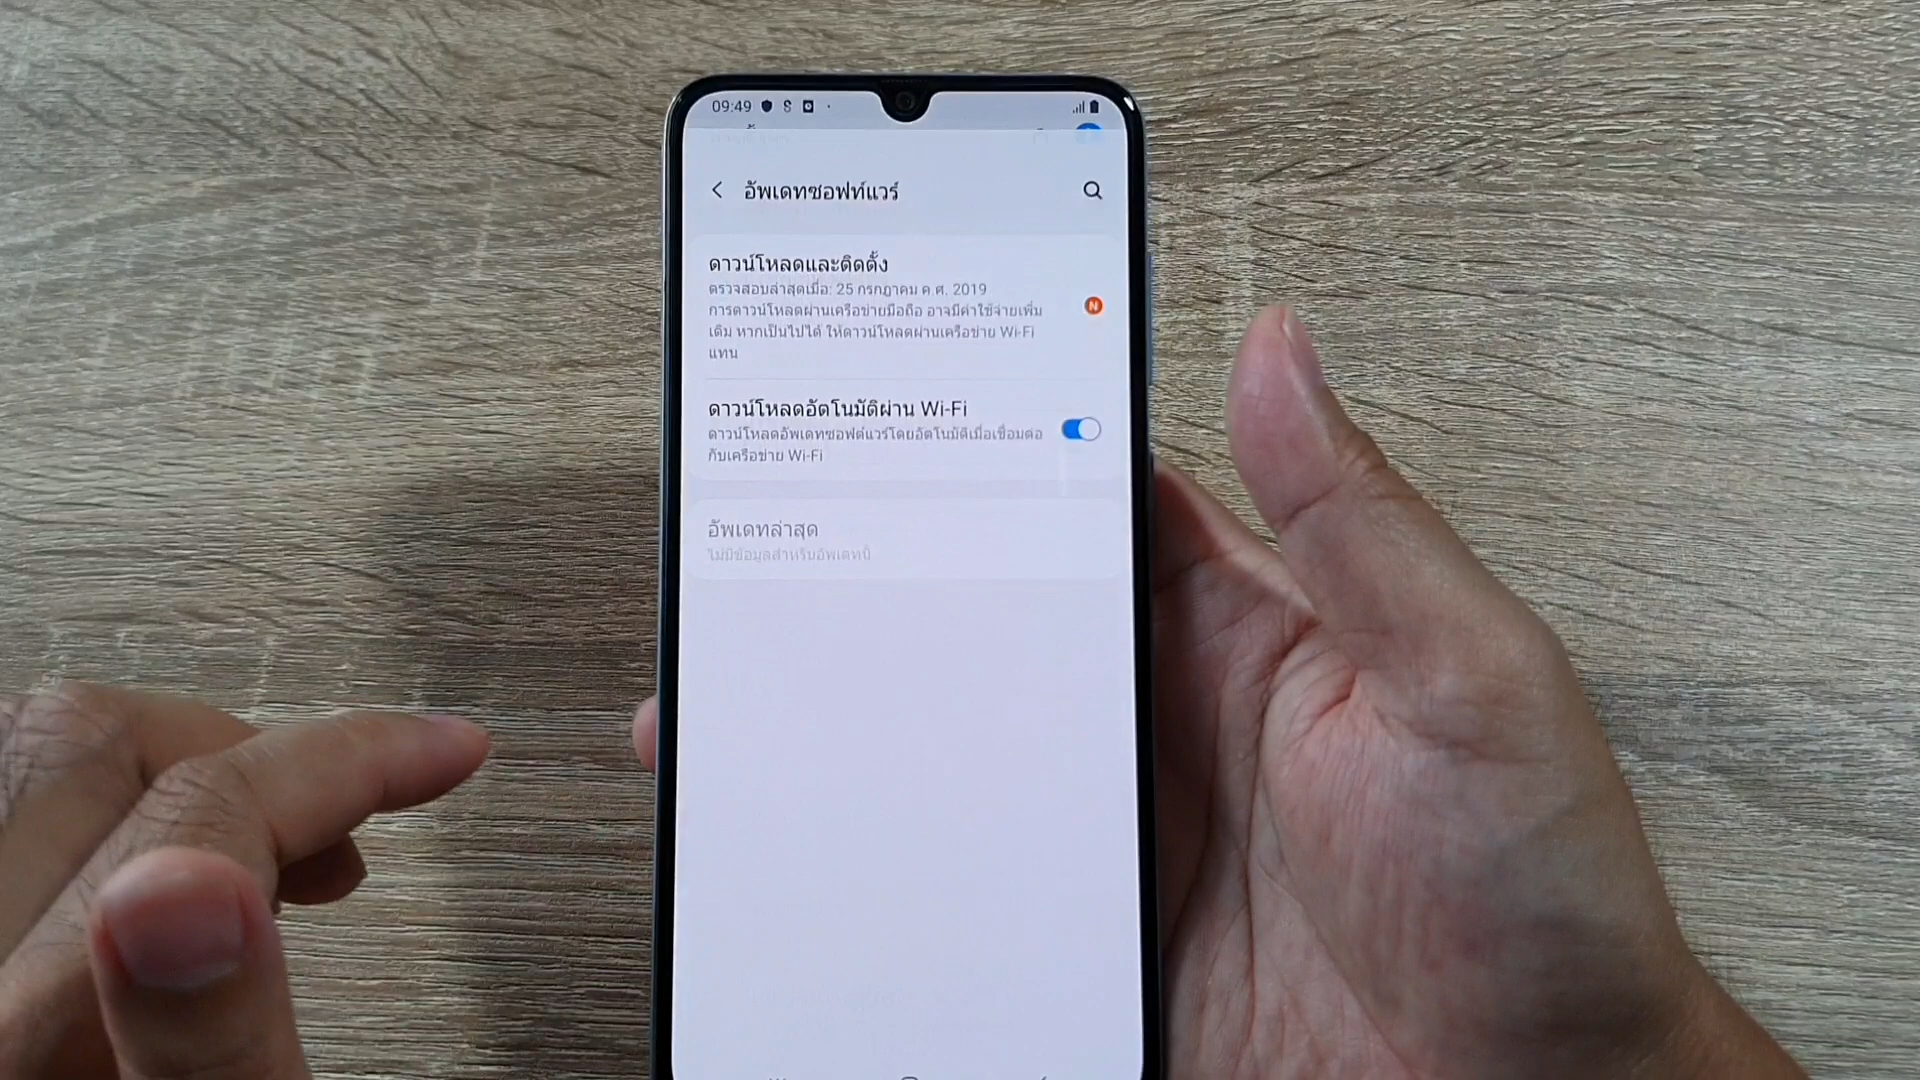 09:49
อัพเดทซอฟท์แวร์
ดาวน์โหลดและติดตั้ง
ตรวจสอบล่าสุดเมื่อ: 25 กรกฎาคม ค.ศ. 2019
การดาวน์โหลดผ่านเครือข่ายมือถือ อาจมีค่าใช้จ่ายเพิ่ม
เติม หากเป็นไปได้ ให้ดาวน์โหลดผ่านเครือข่าย Wi-Fi
แทน
N
ดาวน์โหลดอัตโนมัติผ่าน Wi-Fi
ดาวน์โหลดอัพเดทซอฟต์แวร์โดยอัตโนมัติเมื่อเชื่อมต่อ
กับเครือข่าย Wi-Fi
อัพเดทล่าสุด
ไม่มีข้อมูลสำหรับอัพเดทนี้